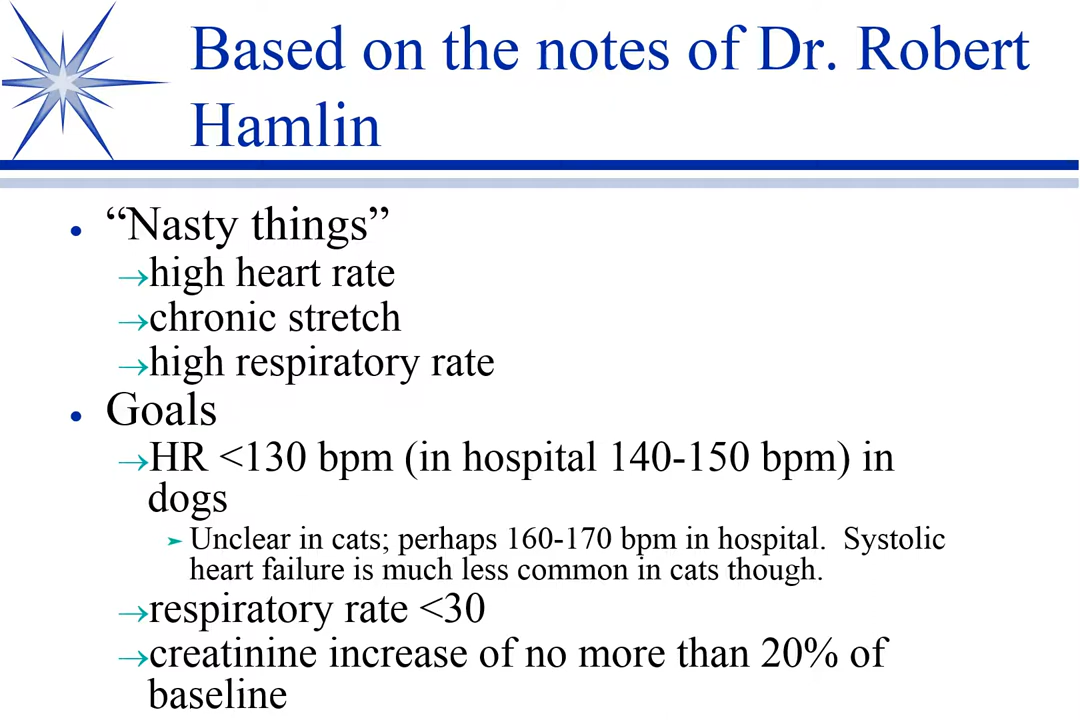 Based on the notes of Dr. Robert
Hamlin
• “Nasty things”
→high heart rate
→chronic stretch
→high respiratory rate
• Goals
→HR <130 bpm (in hospital 140-150 bpm) in
dogs
➢ Unclear in cats; perhaps 160-170 bpm in hospital.  Systolic
heart failure is much less common in cats though.
→respiratory rate <30
→creatinine increase of no more than 20% of
baseline